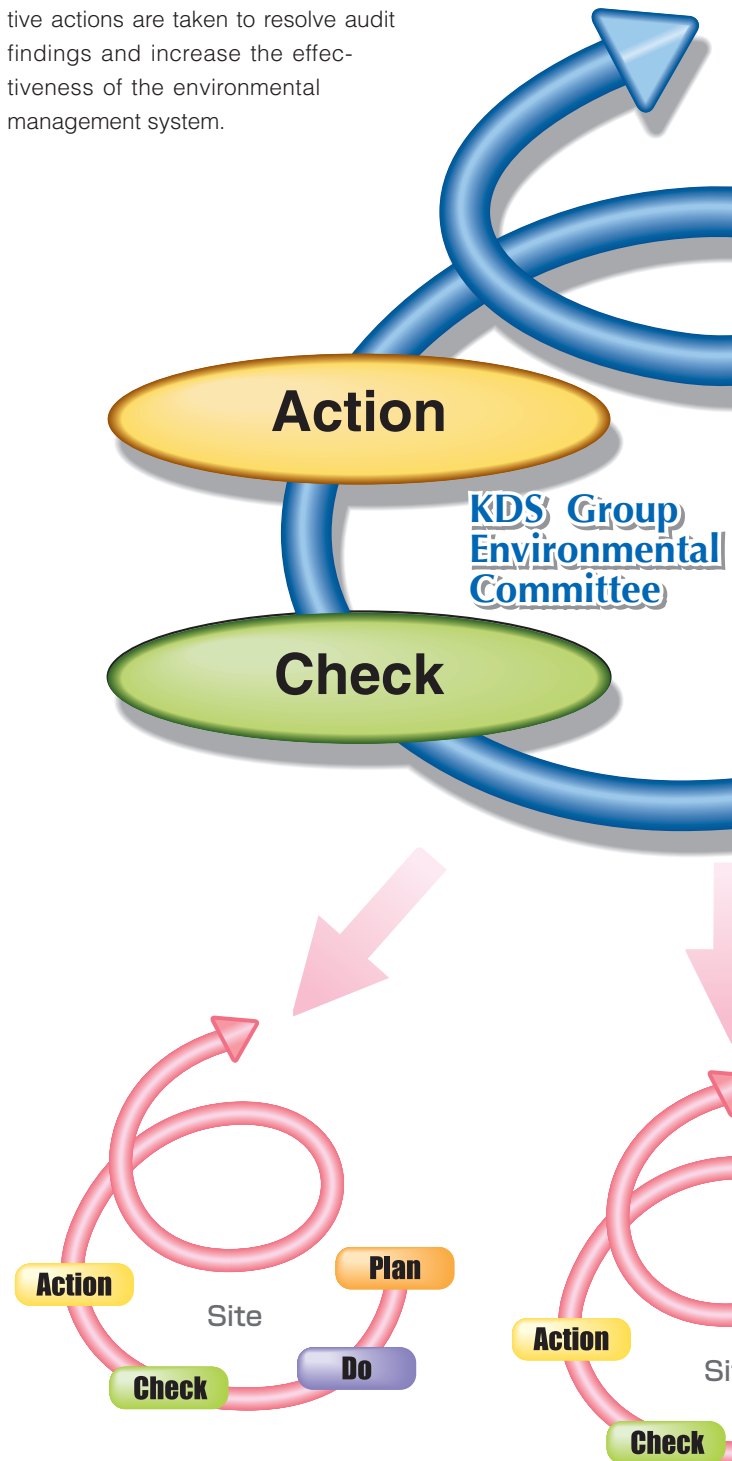 tive actions are taken to resolve audit
findings and increase the effec-
tiveness of the environmental
management system.
Action
KDS Group
Environmental
Committee
Check
Plan
Action
Site
Do
Check
Action
Si
Check